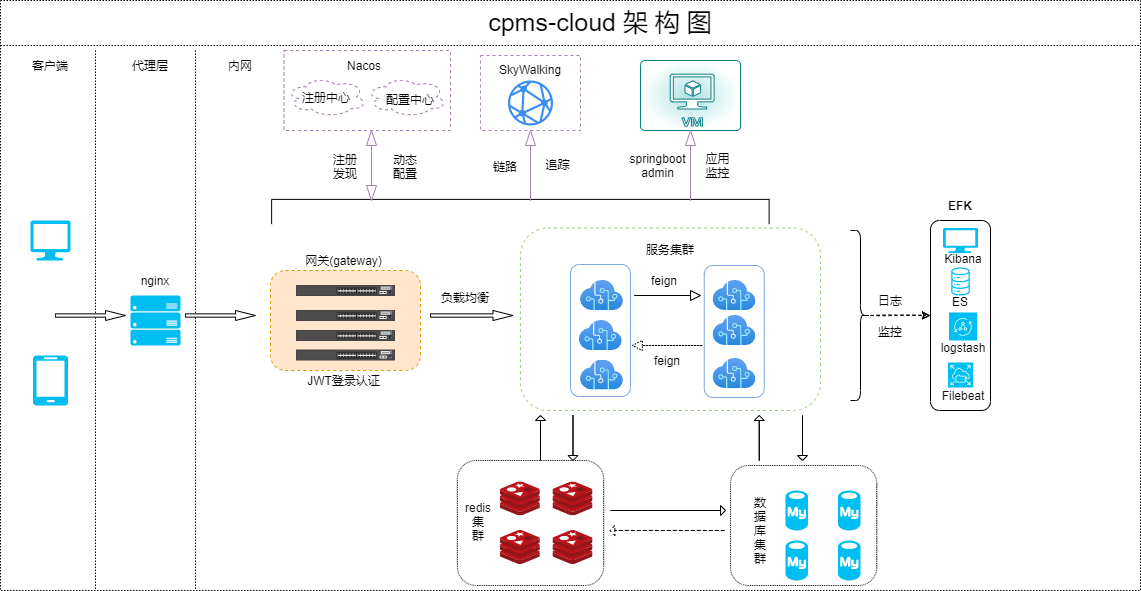 cpms-cloud 架 构 图
客户端
代理层
内网
Nacos
注册中心
配置中心
SkyWalking
VM
注册
发现
动态
配置
链路
追踪
springboot
admin
应用
监控
nginx
网关(gateway)
JWT登录认证
负载均衡
服务集群
feign
feign
日志
监控
EFK
Kibana
ES
logstash
Filebeat
redis
集
群
数
据
库
集
群
My
My
My
My